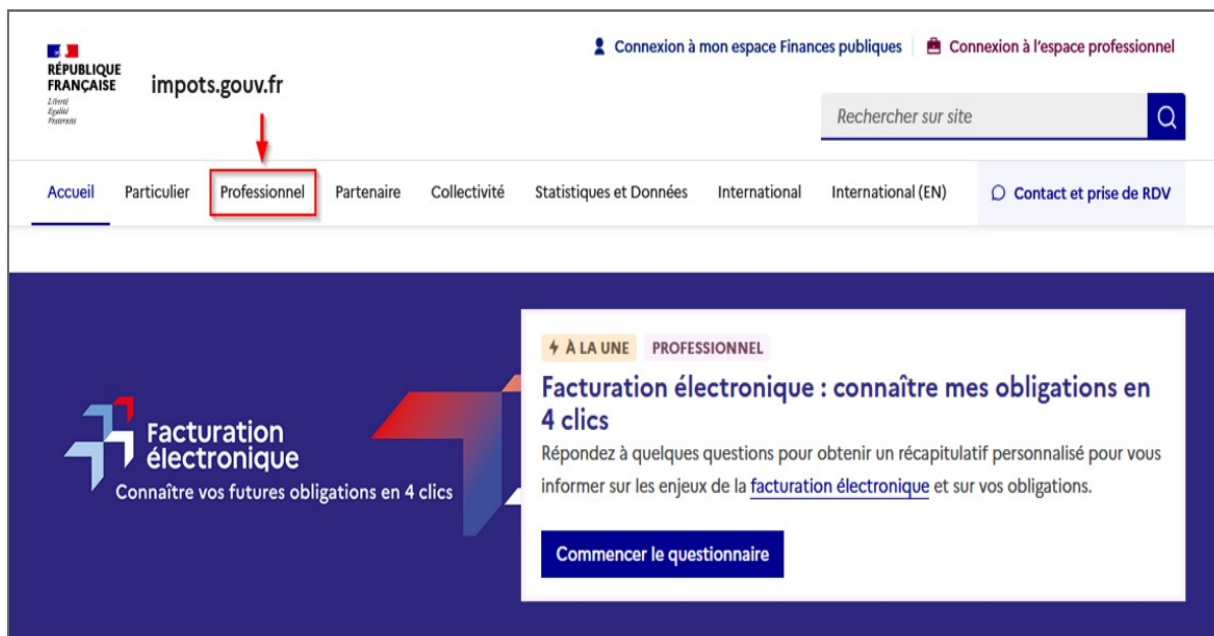 Connexion à mon espace Finances publiques
Connexion à l'espace professionnel
RÉPUBLIQUE
FRANÇAISE
Liberté
Égalité
Fraternité
impots.gouv.fr
Rechercher sur site
Accueil
Particulier
Professionnel
Partenaire
Collectivité
Statistiques et Données
International
International (EN)
Contact et prise de RDV
Facturation
électronique
Connaître vos futures obligations en 4 clics
À LA UNE
PROFESSIONNEL
Facturation électronique : connaître mes obligations en
4 clics
Répondez à quelques questions pour obtenir un récapitulatif personnalisé pour vous
informer sur les enjeux de la facturation électronique et sur vos obligations.
Commencer le questionnaire